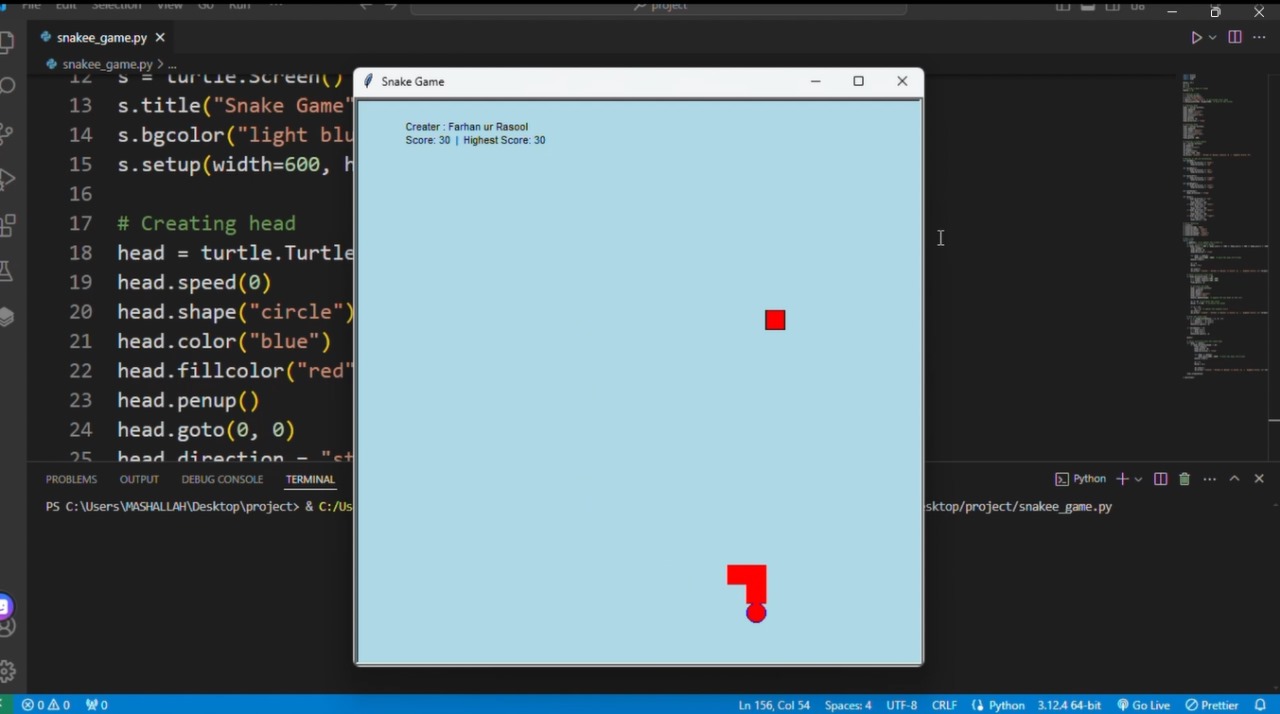 File Edit Selection View Go Run ...
project
snakee_game.py
snakee_game.py > ...
12 s = turtle.Screen()
13 s.title("Snake Game"
14 s.bgcolor("light blu
15 s.setup(width=600, h
16
17 # Creating head
18 head = turtle.Turtle
19 head.speed(0)
20 head.shape("circle")
21 head.color("blue")
22 head.fillcolor("red"
23 head.penup()
24 head.goto(0, 0)
25 head.direction = "st
Snake Game
Creater : Farhan ur Rasool
Score: 30 | Highest Score: 30
PROBLEMS OUTPUT DEBUG CONSOLE TERMINAL
Python
PS C:\Users\MASHALLAH\Desktop\project> & C:/Us
sktop/project/snakee_game.py
0 0 0
Ln 156, Col 54 Spaces: 4 UTF-8 CRLF Python 3.12.4 64-bit Go Live Prettier